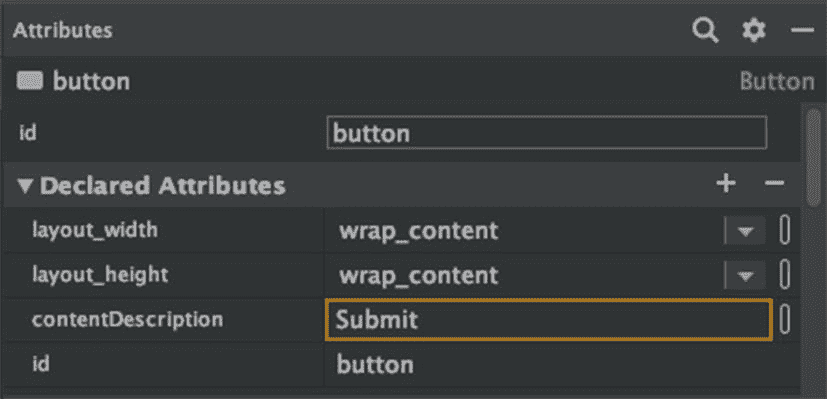 Attributes
button Button
id button
Declared Attributes
layout_width wrap_content
layout_height wrap_content
contentDescription Submit
id button